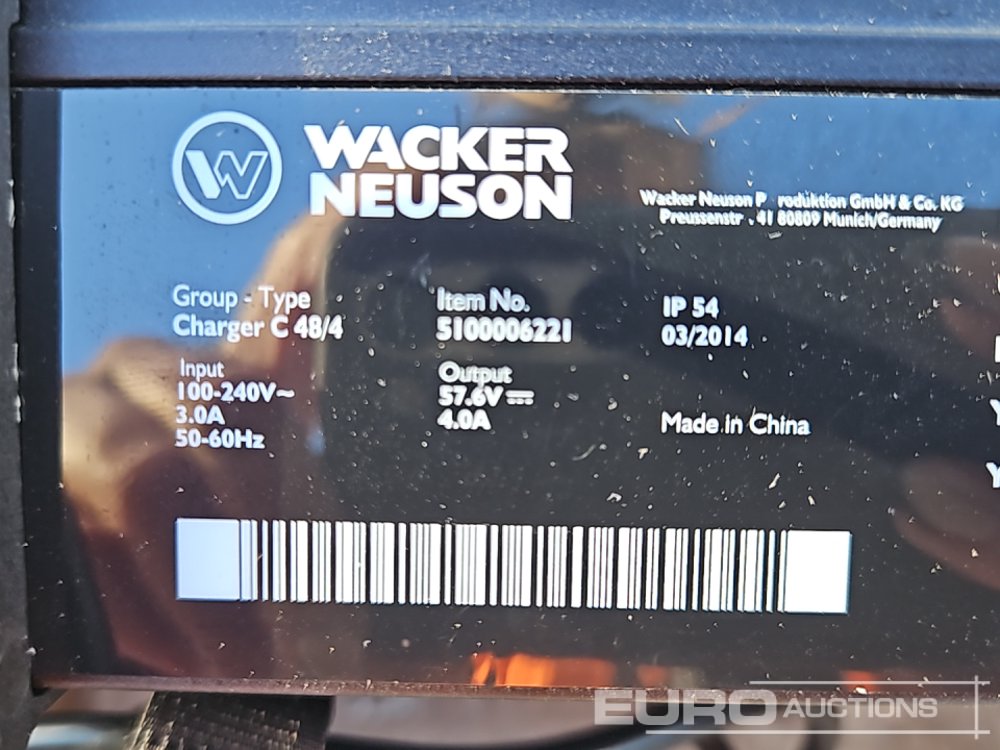 WACKER
NEUSON
Wacker Neuson P roduktion GmbH & Co. KG
Preussenstr . 41 80809 Munich/Germany
Group - Type
Charger C 48/4
Item No.
5100006221
IP 54
03/2014
Input
100-240V~
3.0A
50-60Hz
Output
57.6V⎓
4.0A
Made in China
EURO AUCTIONS